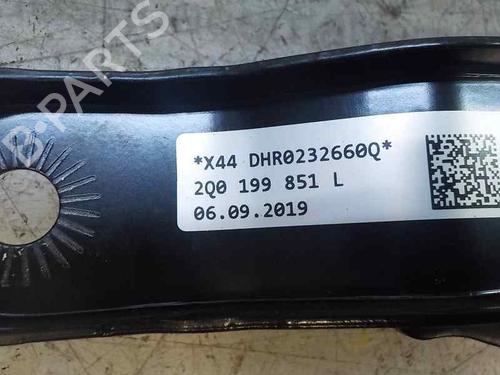 B-PARTS
*X44 DHR0232660Q*
2Q0 199 851 L
06.09.2019